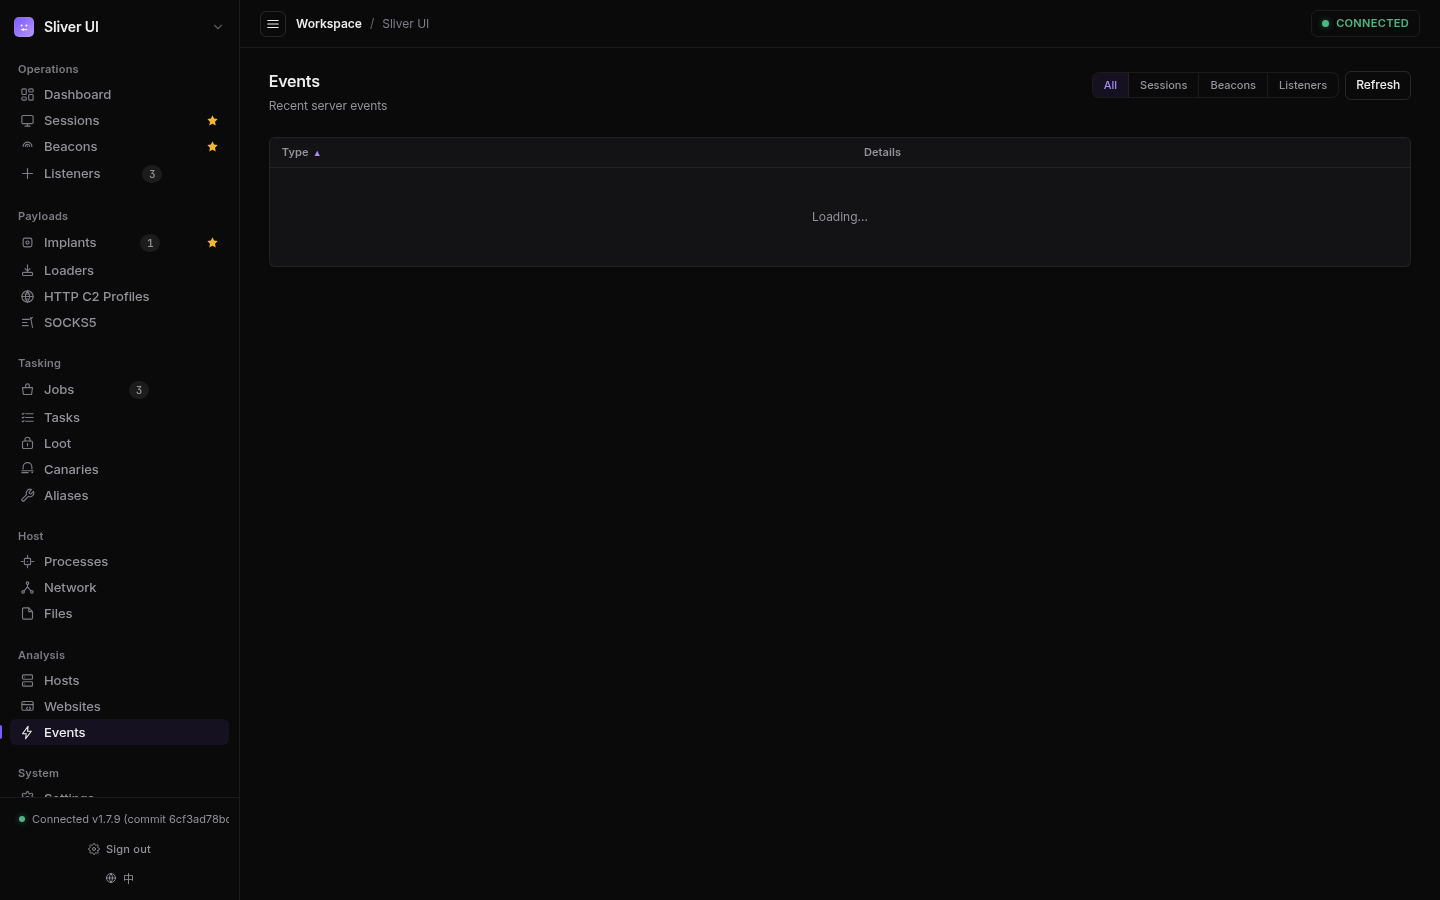 Sliver UI
Operations
Dashboard
Sessions
Beacons
Listeners 3
Payloads
Implants 1
Loaders
HTTP C2 Profiles
SOCKS5
Tasking
Jobs 3
Tasks
Loot
Canaries
Aliases
Host
Processes
Network
Files
Analysis
Hosts
Websites
Events
System
Settings
Connected v1.7.9 (commit 6cf3ad78bc
Sign out
中
Workspace / Sliver UI
CONNECTED
Events
Recent server events
All Sessions Beacons Listeners Refresh
Type ▲ Details
Loading...